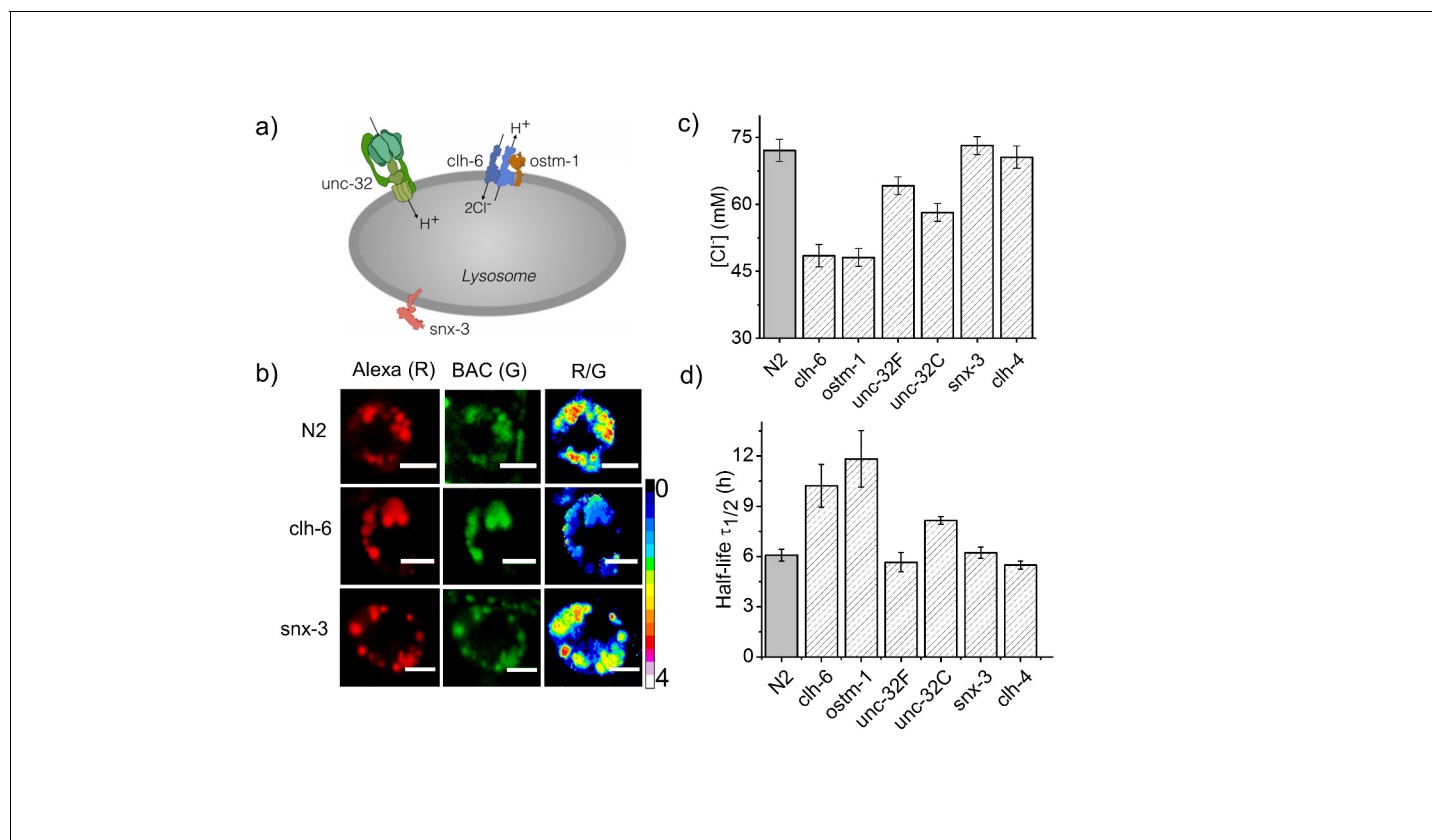 a)
H+
clh-6
ostm-1
unc-32
2Cl-
H+
Lysosome
snx-3
b)
Alexa (R)
BAC (G)
R/G
N2
clh-6
snx-3
0
4
c)
[Cl-] (mM)
75
60
45
30
N2
clh-6
ostm-1
unc-32F
unc-32C
snx-3
clh-4
d)
Half-life τ1/2 (h)
12
9
6
3
0
N2
clh-6
ostm-1
unc-32F
unc-32C
snx-3
clh-4